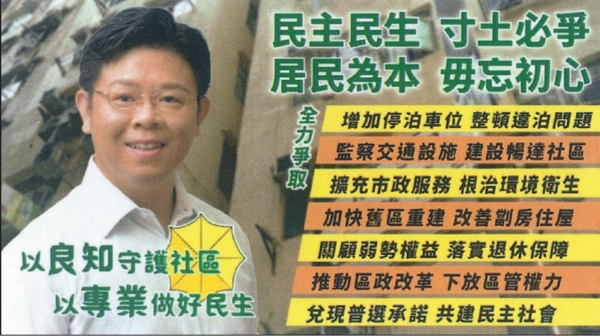 民主民生 寸土必爭
居民為本 毋忘初心
全力爭取
增加停泊車位 整頓違泊問題
監察交通設施 建設暢達社區
擴充市政服務 根治環境衛生
加快舊區重建 改善劏房住屋
關顧弱勢權益 落實退休保障
推動區政改革 下放區管權力
兌現普選承諾 共建民主社會
以良知守護社區
以專業做好民生